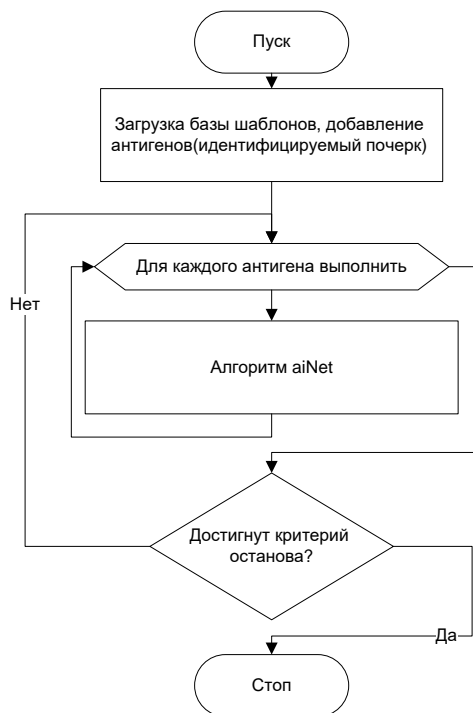 Пуск
Загрузка базы шаблонов, добавление
антигенов(идентифицируемый почерк)
Для каждого антигена выполнить
Нет
Алгоритм aiNet
Достигнут критерий
останова?
Да
Стоп